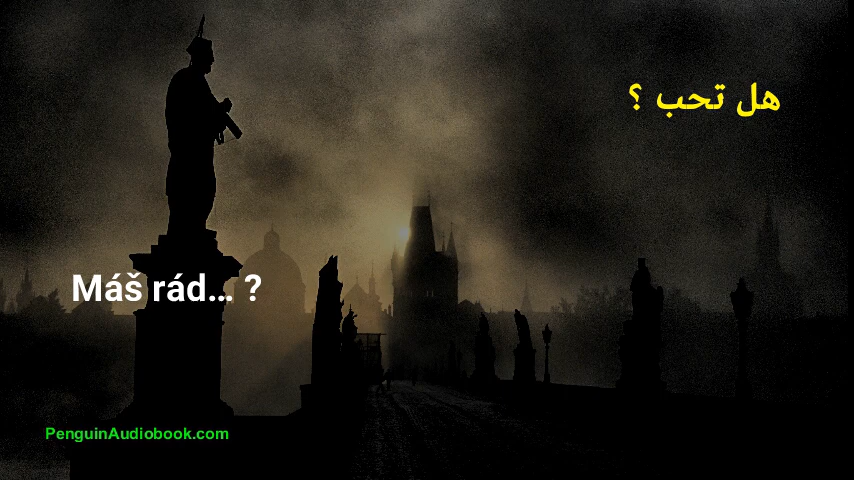 هل تحب ؟
Máš rád... ?
PenguinAudiobook.com